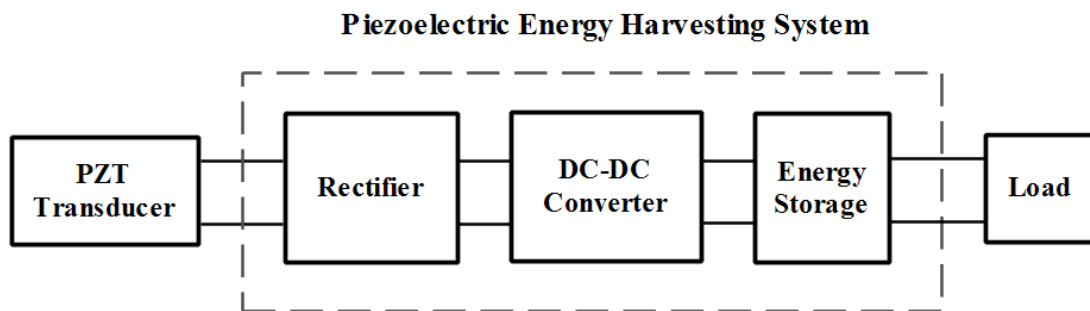 Piezoelectric Energy Harvesting System
PZT
Transducer
Rectifier
DC-DC
Converter
Energy
Storage
Load